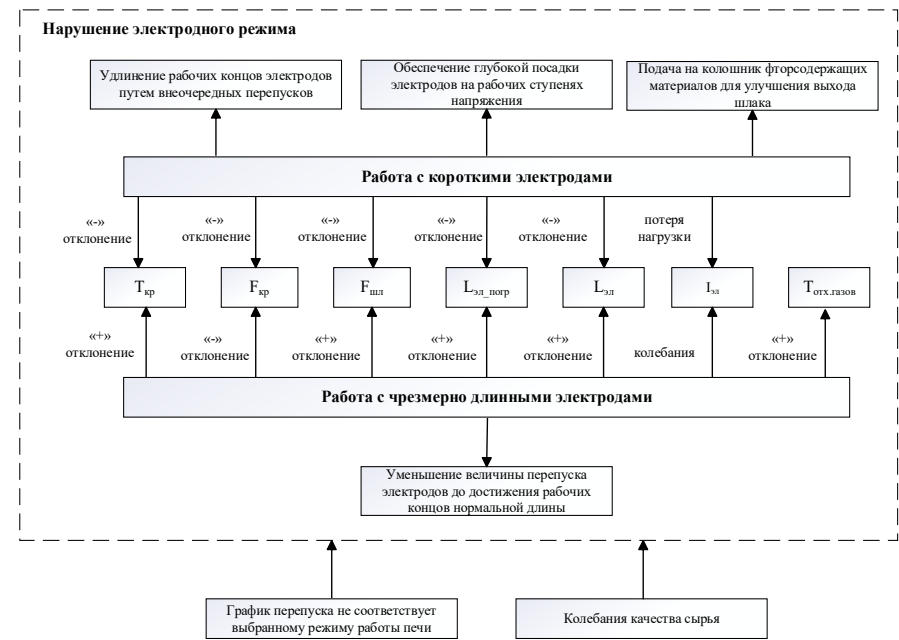 Нарушение электродного режима
Удлинение рабочих концов электродов
путем внеочередных перепусков
Обеспечение глубокой посадки
электродов на рабочих ступенях
напряжения
Подача на колошник фторсодержащих
материалов для улучшения выхода
шлака
Работа с короткими электродами
«-»
отклонение
«-»
отклонение
«-»
отклонение
«-»
отклонение
«-»
отклонение
потеря
нагрузки
Tкр
Fкр
Fшл
Lэл_погр
Lэл
Iэл
Tотх.газов
«+»
отклонение
«-»
отклонение
«+»
отклонение
«+»
отклонение
«+»
отклонение
колебания
«+»
отклонение
Работа с чрезмерно длинными электродами
Уменьшение величины перепуска
электродов до достижения рабочих
концов нормальной длины
График перепуска не соответствует
выбранному режиму работы печи
Колебания качества сырья